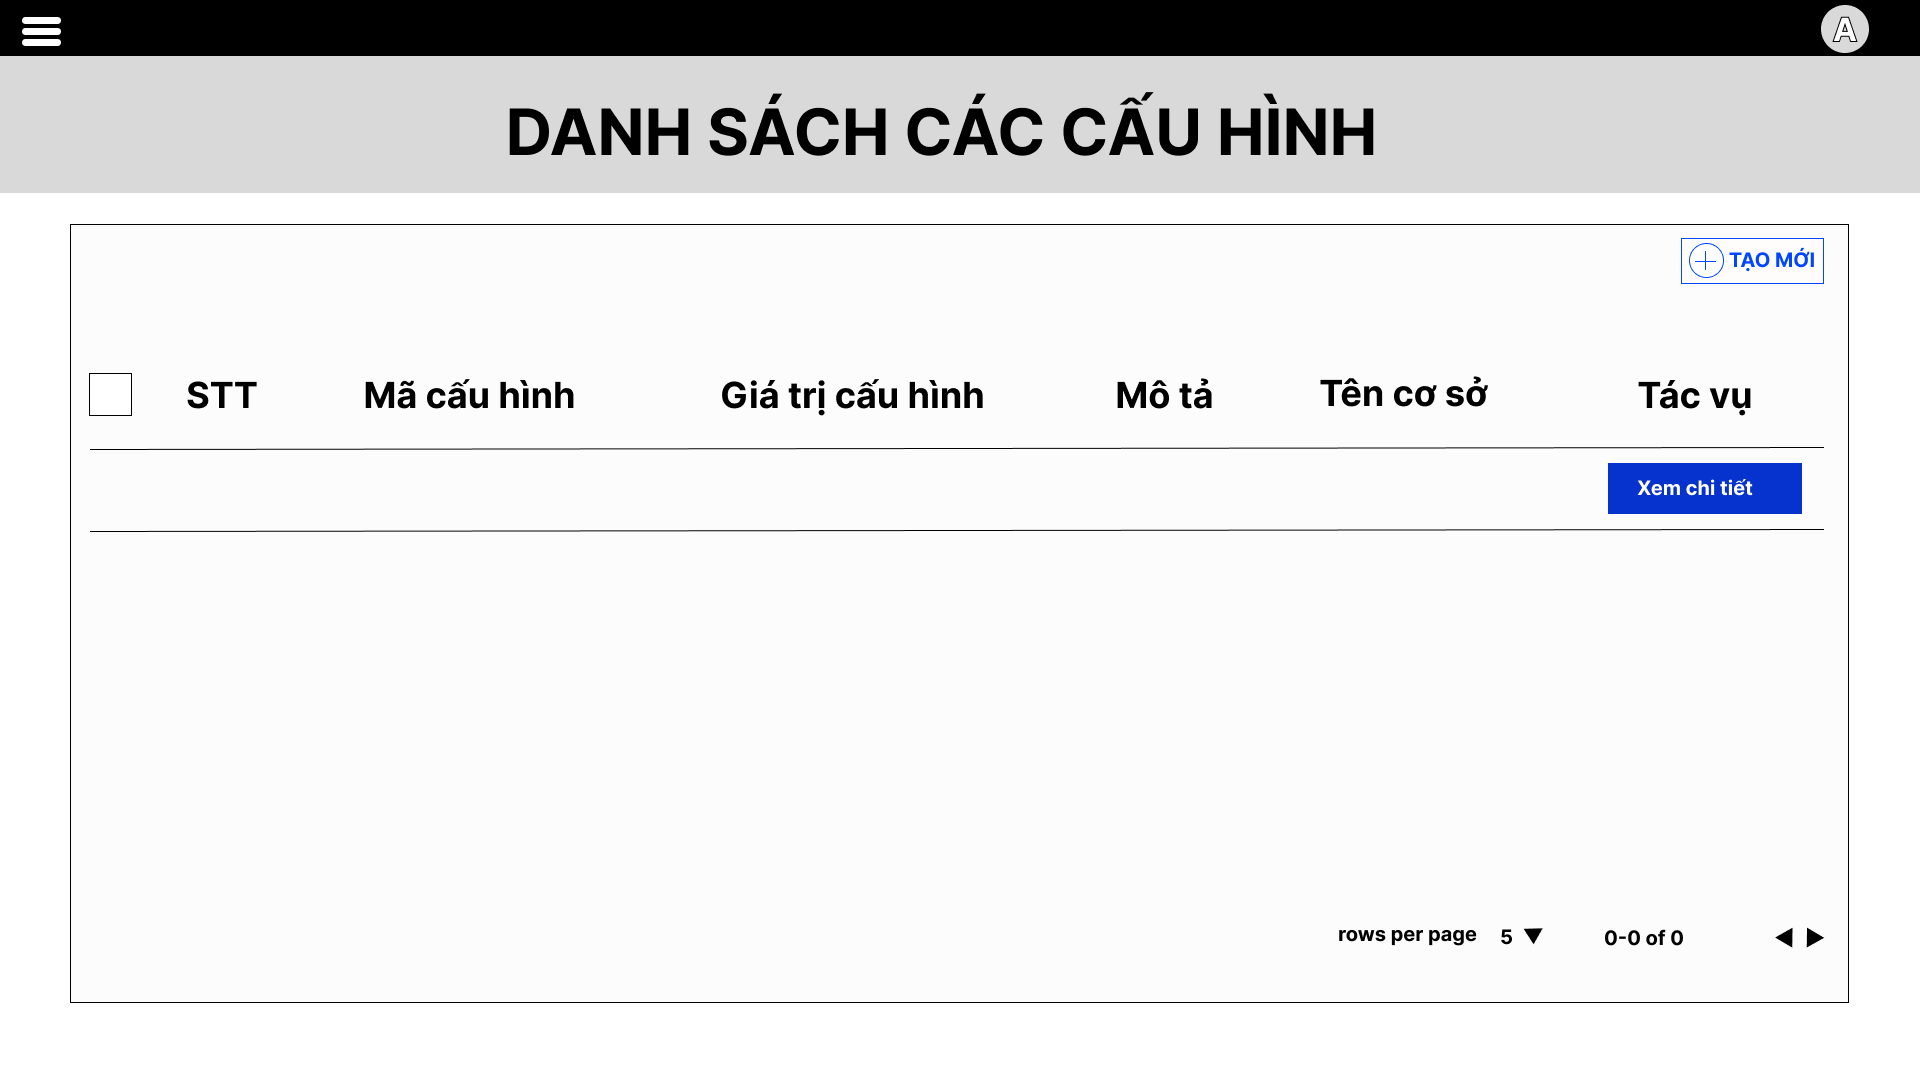 A
DANH SÁCH CÁC CẤU HÌNH
TẠO MỚI
STT Mã cấu hình Giá trị cấu hình Mô tả Tên cơ sở Tác vụ
Xem chi tiết
rows per page 5 0-0 of 0